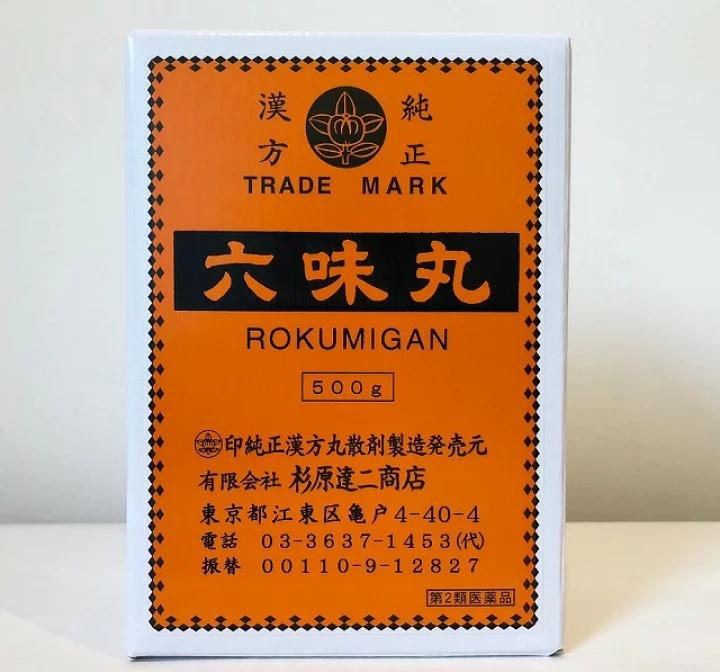 純正 漢方
TRADE MARK
六味丸
ROKUMIGAN
500g
印純正漢方丸散剤製造発売元
有限会社 杉原達二商店
東京都江東区亀戸4-40-4
電話 03-3637-1453(代)
振替 00110-9-12827
第2類医薬品